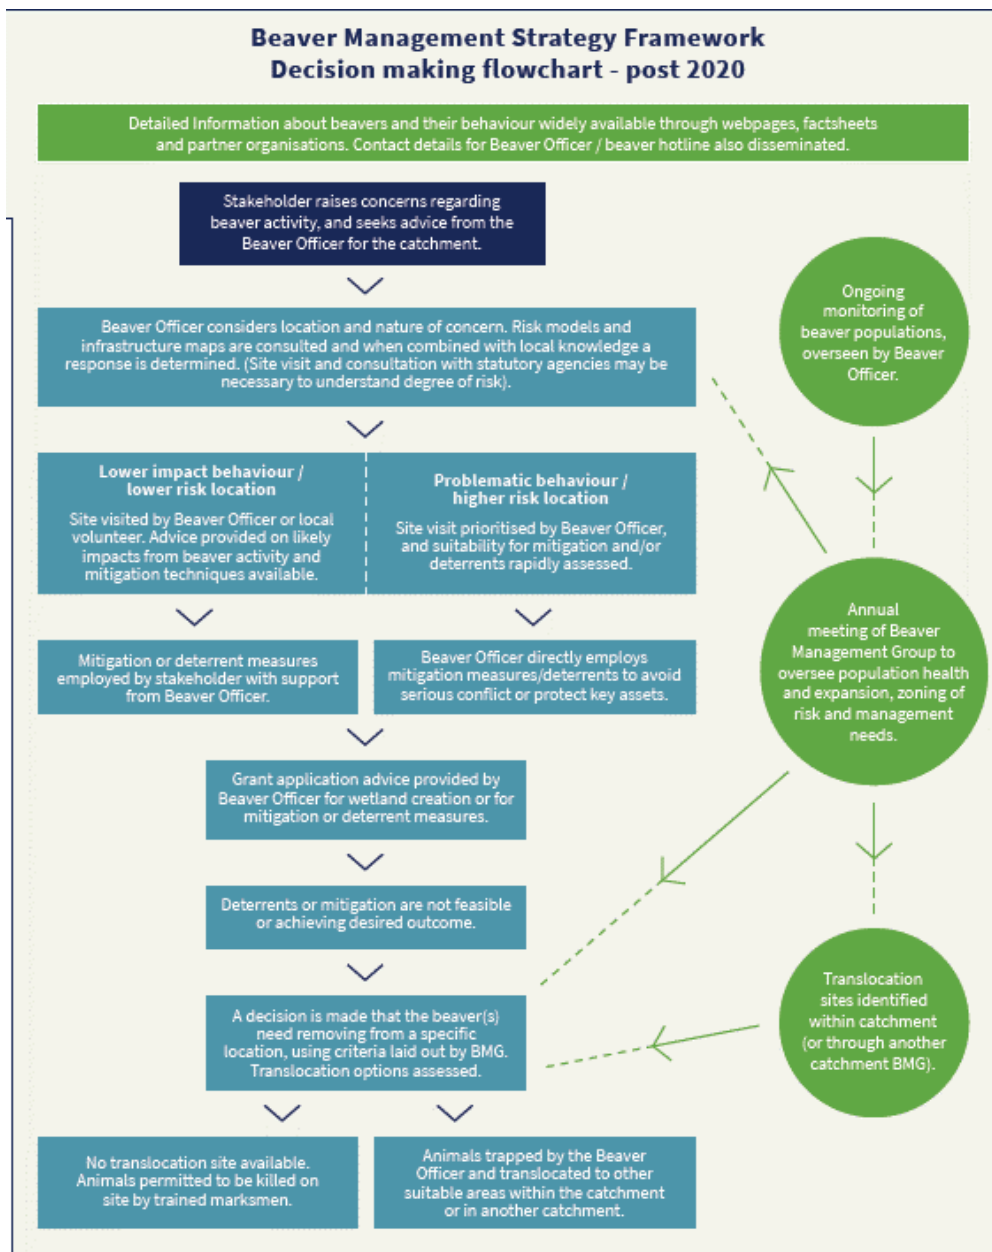 Beaver Management Strategy Framework
Decision making flowchart - post 2020
Detailed Information about beavers and their behaviour widely available through webpages, factsheets
and partner organisations. Contact details for Beaver Officer / beaver hotline also disseminated.
Stakeholder raises concerns regarding
beaver activity, and seeks advice from the
Beaver Officer for the catchment.
Beaver Officer considers location and nature of concern. Risk models and
infrastructure maps are consulted and when combined with local knowledge a
response is determined. (Site visit and consultation with statutory agencies may be
necessary to understand degree of risk).
Lower impact behaviour /
lower risk location
Site visited by Beaver Officer or local
volunteer. Advice provided on likely
impacts from beaver activity and
mitigation techniques available.
Problematic behaviour /
higher risk location
Site visit prioritised by Beaver Officer,
and suitability for mitigation and/or
deterrents rapidly assessed.
Mitigation or deterrent measures
employed by stakeholder with support
from Beaver Officer.
Beaver Officer directly employs
mitigation measures/deterrents to avoid
serious conflict or protect key assets.
Grant application advice provided by
Beaver Officer for wetland creation or for
mitigation or deterrent measures.
Deterrents or mitigation are not feasible
or achieving desired outcome.
A decision is made that the beaver(s)
need removing from a specific
location, using criteria laid out by BMG.
Translocation options assessed.
No translocation site available.
Animals permitted to be killed on
site by trained marksmen.
Animals trapped by the Beaver
Officer and translocated to other
suitable areas within the catchment
or in another catchment.
Ongoing
monitoring of
beaver populations,
overseen by Beaver
Officer.
Annual
meeting of Beaver
Management Group to
oversee population health
and expansion, zoning of
risk and management
needs.
Translocation
sites identified
within catchment
(or through another
catchment BMG).